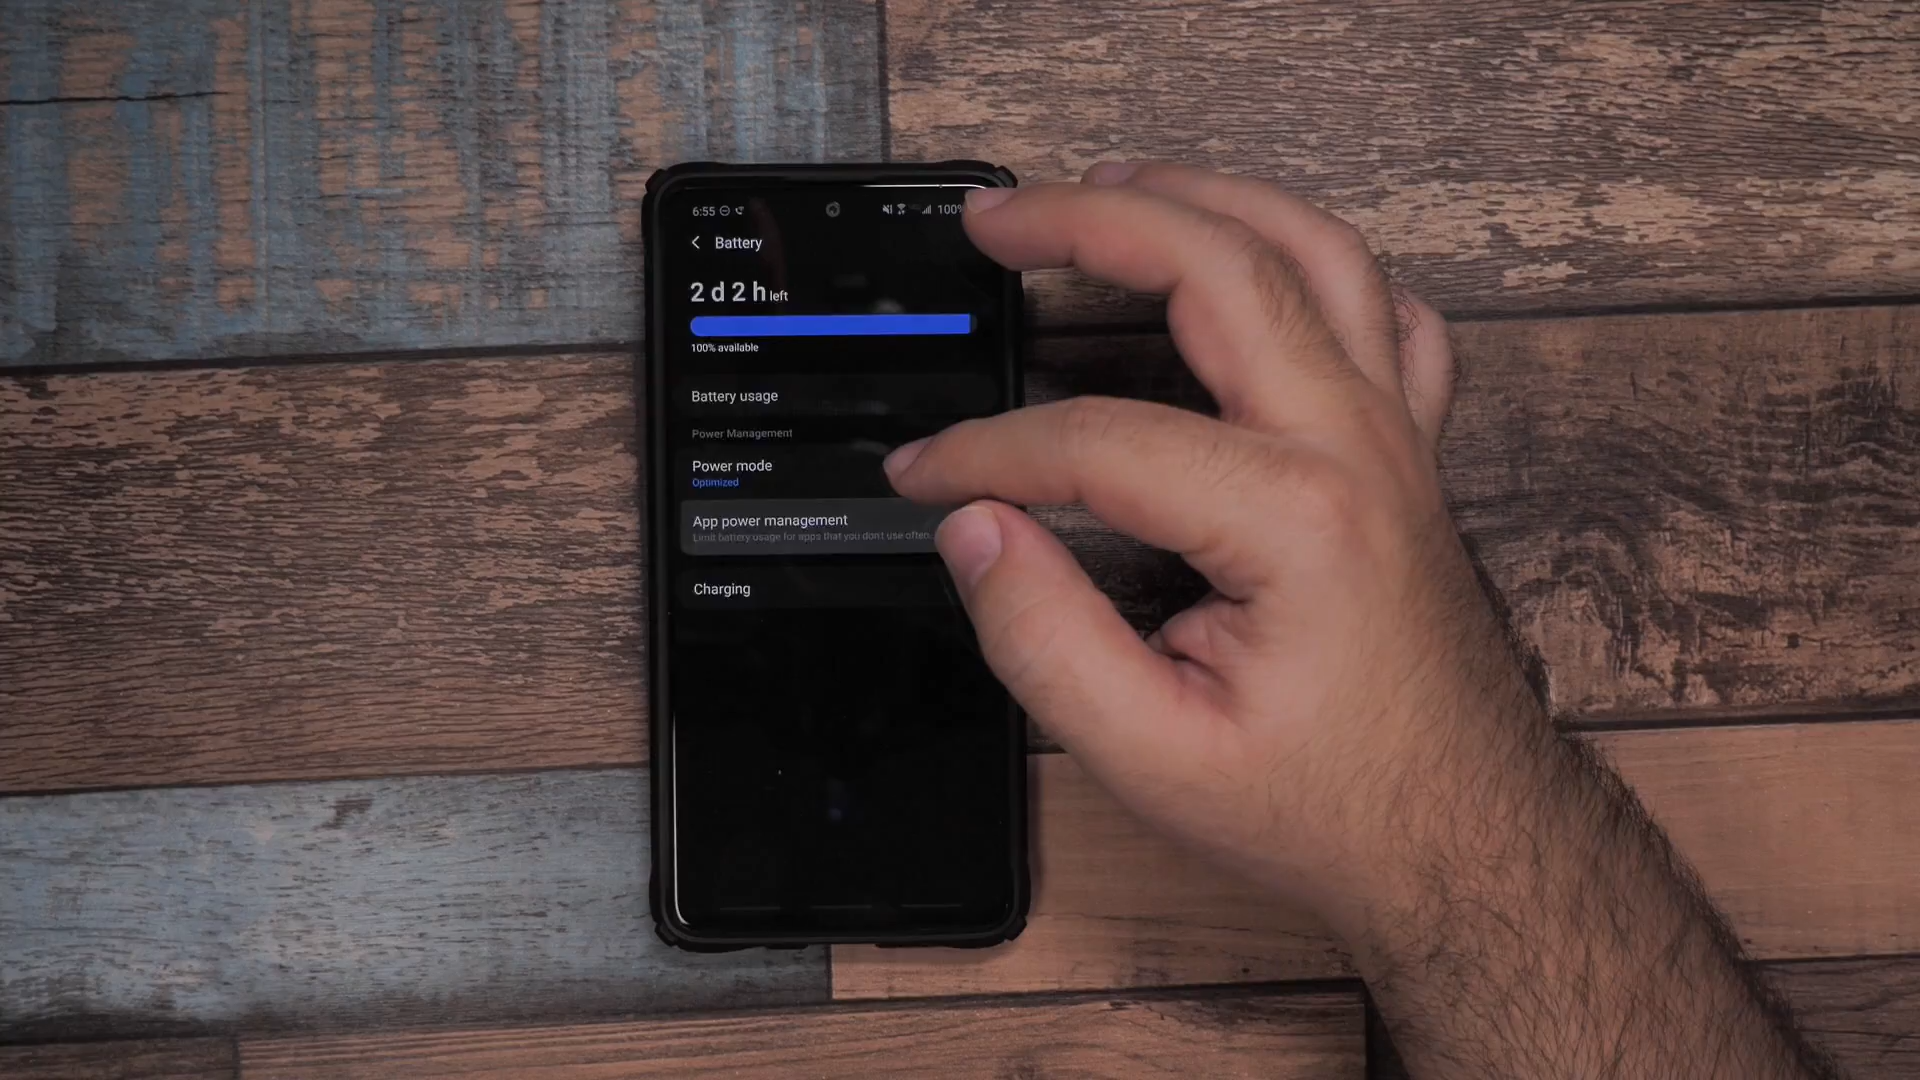 6:55 100%
Battery
2 d 2 h left
100% available
Battery usage
Power Management
Power mode
Optimized
App power management
Limit battery usage for apps that you don't use often.
Charging